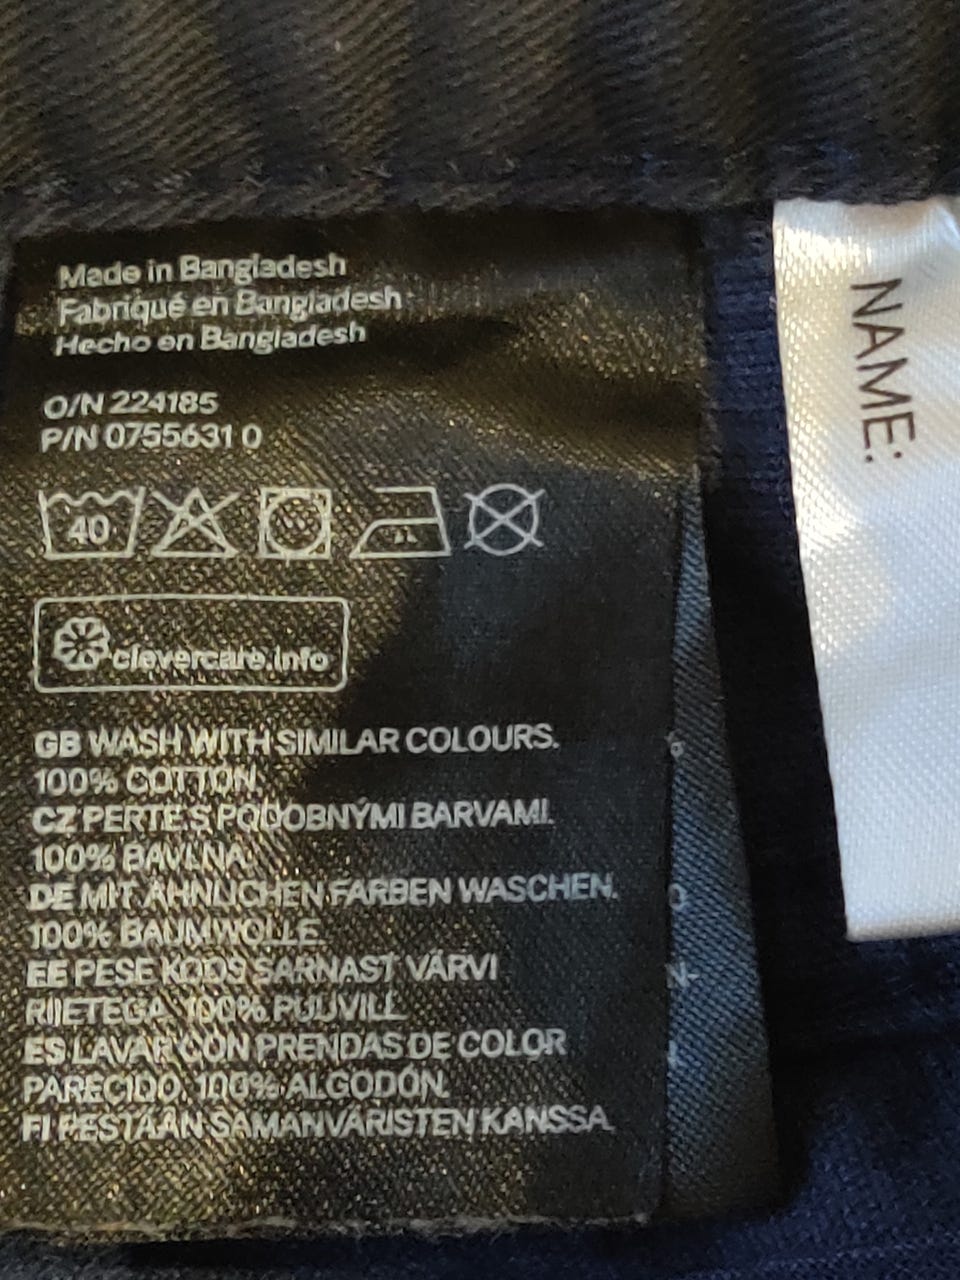 Made in Bangladesh
Fabriqué en Bangladesh
Hecho en Bangladesh
O/N 224185
P/N 0755631 0
40
clevercare.info
GB WASH WITH SIMILAR COLOURS.
100% COTTON.
CZ PERTE S PODOBNÝMI BARVAMI.
100% BAVLNA.
DE MIT ÄHNLICHEN FARBEN WASCHEN.
100% BAUMWOLLE.
EE PESE KOOS SARNAST VÄRVI
RIIETEGA. 100% PUUVILL.
ES LAVAR CON PRENDAS DE COLOR
PARECIDO. 100% ALGODÓN.
FI PESTÄÄN SAMANVÄRISTEN KANSSA.
NAME: